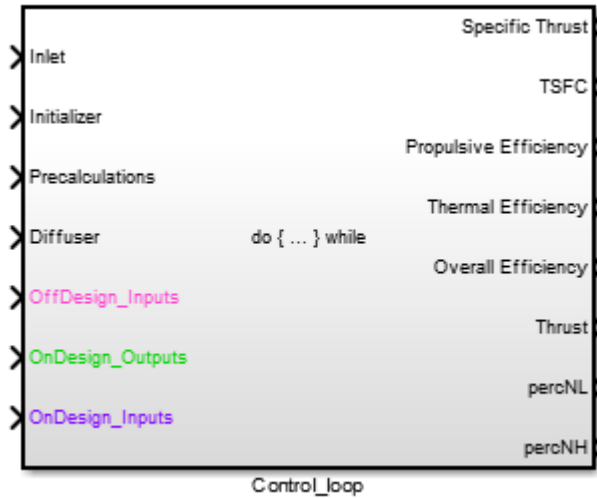 Specific Thrust
Inlet
TSFC
Initializer
Propulsive Efficiency
Precalculations
Thermal Efficiency
Diffuser
do { ... } while
Overall Efficiency
OffDesign_Inputs
Thrust
OnDesign_Outputs
percNL
OnDesign_Inputs
percNH
Control_loop